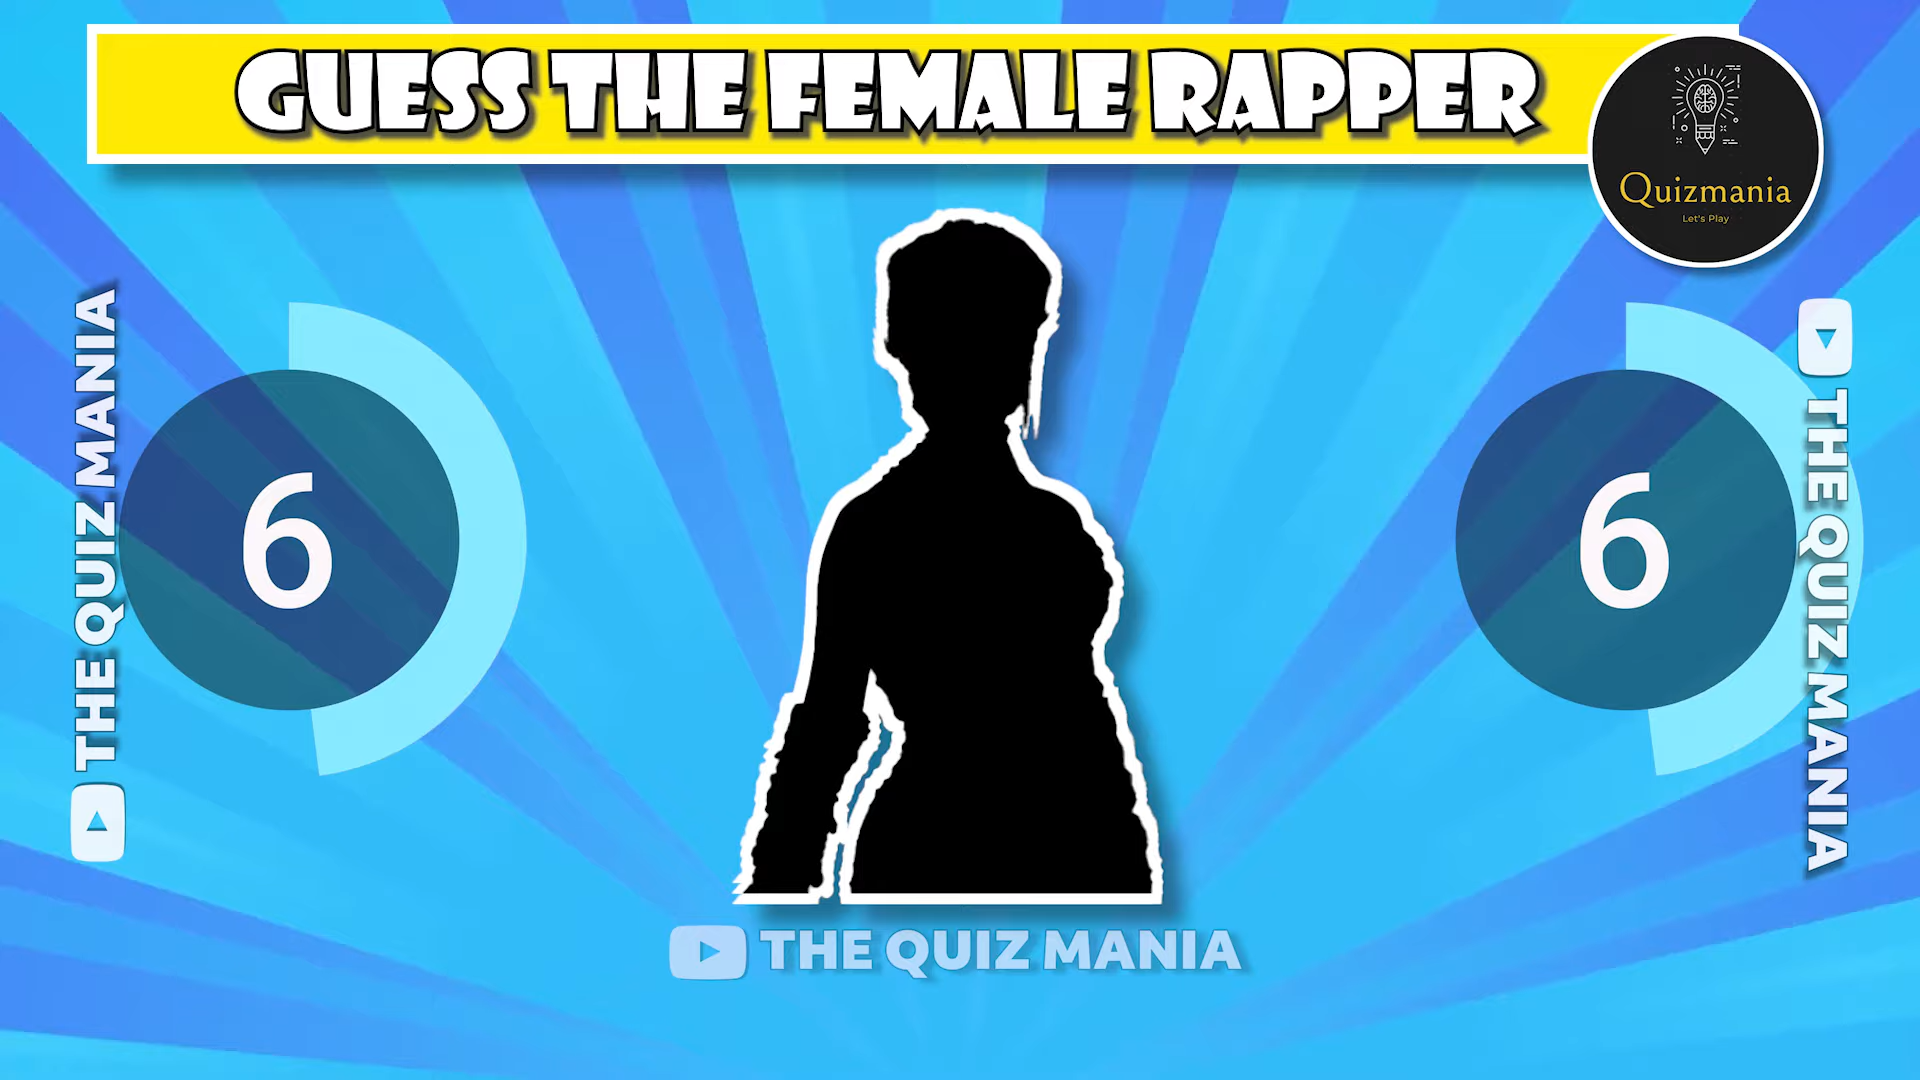 GUESS THE FEMALE RAPPER
Quizmania
Let's Play
THE QUIZ MANIA
6
6
THE QUIZ MANIA
THE QUIZ MANIA